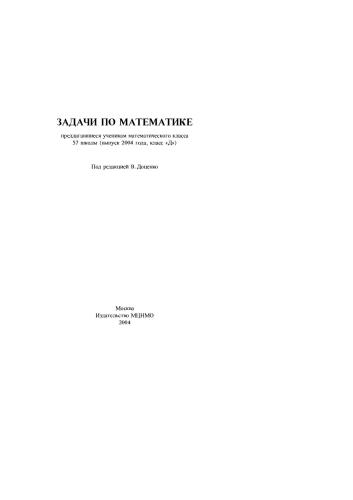 ЗАДАЧИ ПО МАТЕМАТИКЕ
предлагавшиеся ученикам математического класса
57 школы (выпуск 2004 года, класс «Д»)
Под редакцией В. Доценко
Москва
Издательство МЦНМО
2004